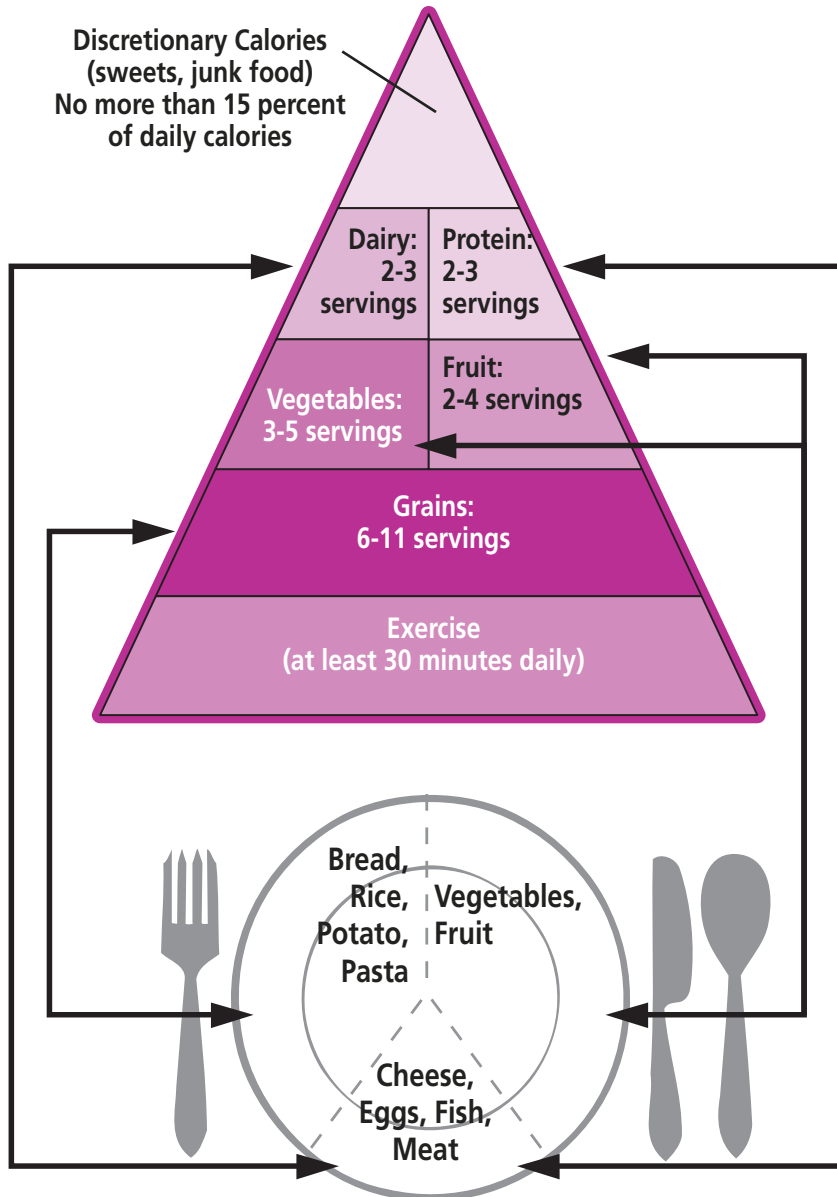 Discretionary Calories
(sweets, junk food)
No more than 15 percent
of daily calories
Dairy:
2-3
servings
Protein:
2-3
servings
Vegetables:
3-5 servings
Fruit:
2-4 servings
Grains:
6-11 servings
Exercise
(at least 30 minutes daily)
Bread,
Rice,
Potato,
Pasta
Vegetables,
Fruit
Cheese,
Eggs, Fish,
Meat